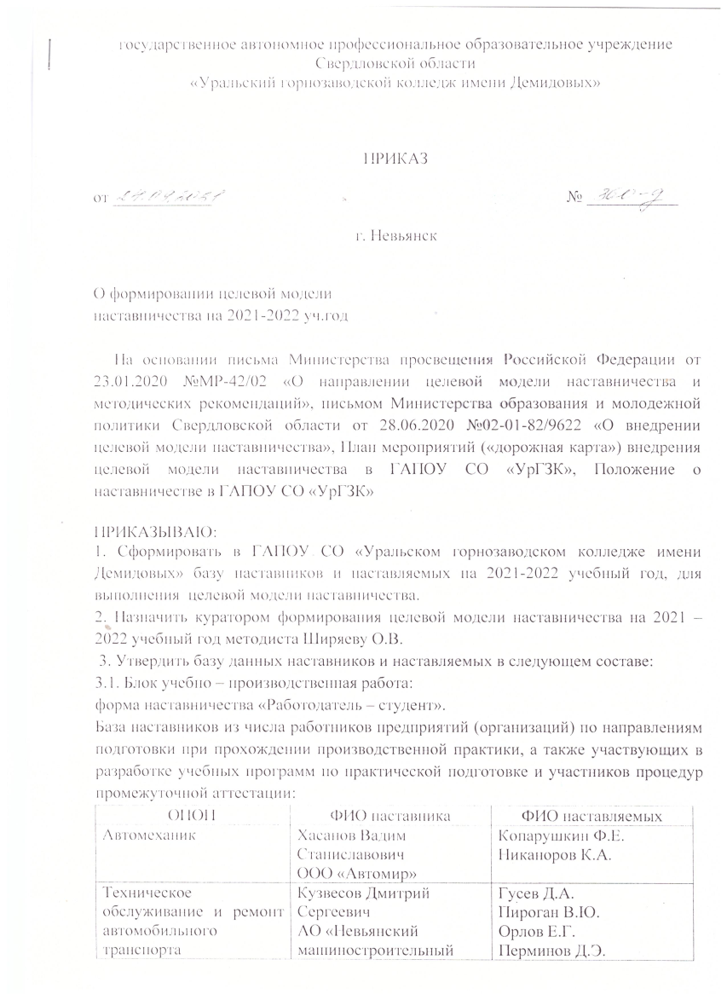 государственное автономное профессиональное образовательное учреждение
Свердловской области
«Уральский горнозаводской колледж имени Демидовых»
ПРИКАЗ
от №
г. Невьянск
О формировании целевой модели
наставничества на 2021-2022 уч.год
На основании письма Министерства просвещения Российской Федерации от
23.01.2020 №МР-42/02 «О направлении целевой модели наставничества и
методических рекомендаций», письмом Министерства образования и молодежной
политики Свердловской области от 28.06.2020 №02-01-82/9622 «О внедрении
целевой модели наставничества», План мероприятий («дорожная карта») внедрения
целевой модели наставничества в ГАПОУ СО «УрГЗК», Положение о
наставничестве в ГАПОУ СО «УрГЗК»
ПРИКАЗЫВАЮ:
1. Сформировать в ГАПОУ СО «Уральском горнозаводском колледже имени
Демидовых» базу наставников и наставляемых на 2021-2022 учебный год, для
выполнения целевой модели наставничества.
2. Назначить куратором формирования целевой модели наставничества на 2021 –
2022 учебный год методиста Ширяеву О.В.
3. Утвердить базу данных наставников и наставляемых в следующем составе:
3.1. Блок учебно – производственная работа:
форма наставничества «Работодатель – студент».
База наставников из числа работников предприятий (организаций) по направлениям
подготовки при прохождении производственной практики, а также участвующих в
разработке учебных программ по практической подготовке и участников процедур
промежуточной аттестации:
ОПОП ФИО наставника ФИО наставляемых
Автомеханик Хасанов Вадим Копарушкин Ф.Е.
Станиславович Никаноров К.А.
ООО «Автомир»
Техническое Кузвесов Дмитрий Гусев Д.А.
обслуживание и ремонт Сергеевич Пироган В.Ю.
автомобильного АО «Невьянский Орлов Е.Г.
транспорта машиностроительный Перминов Д.Э.